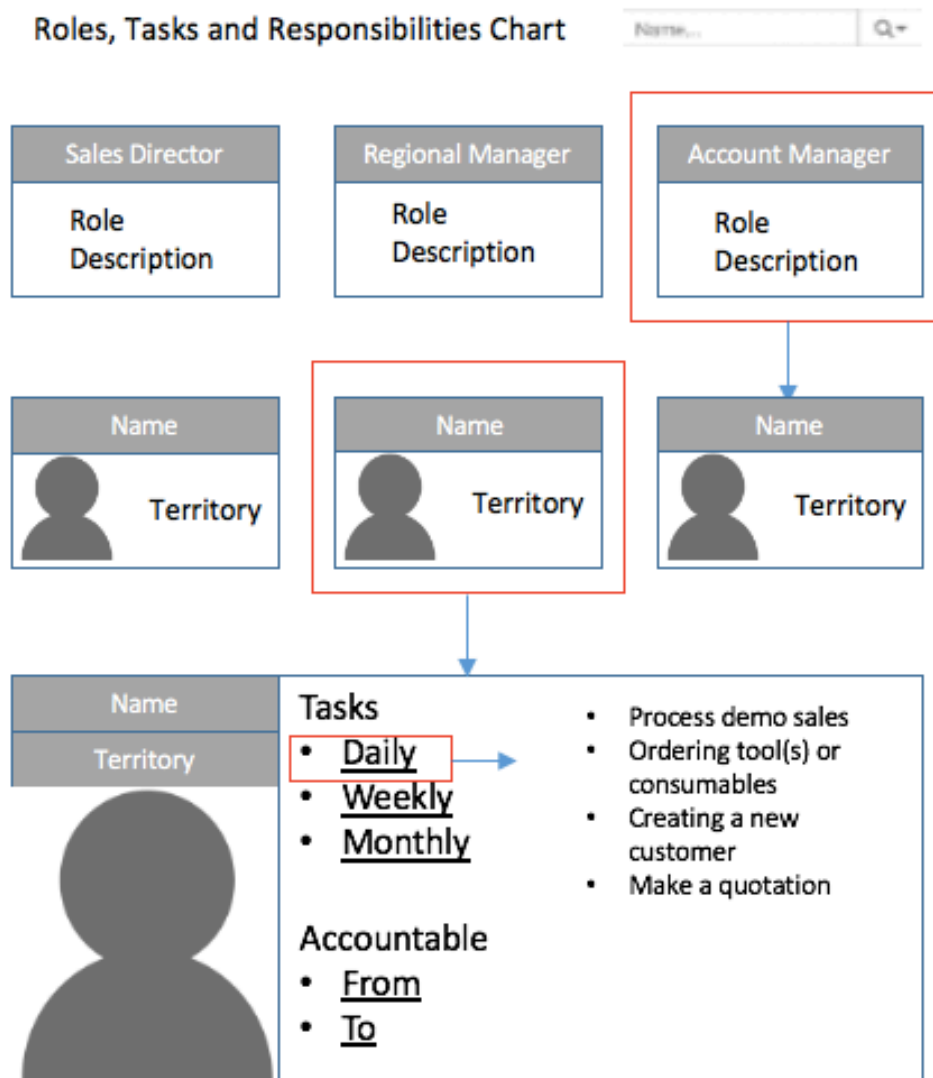 Roles, Tasks and Responsibilities Chart
Name...
Sales Director
Regional Manager
Account Manager
Role
Description
Role
Description
Role
Description
Name
Name
Name
Territory
Territory
Territory
Name
Territory
Tasks
• Daily
• Weekly
• Monthly
Accountable
• From
• To
• Process demo sales
• Ordering tool(s) or
consumables
• Creating a new
customer
• Make a quotation